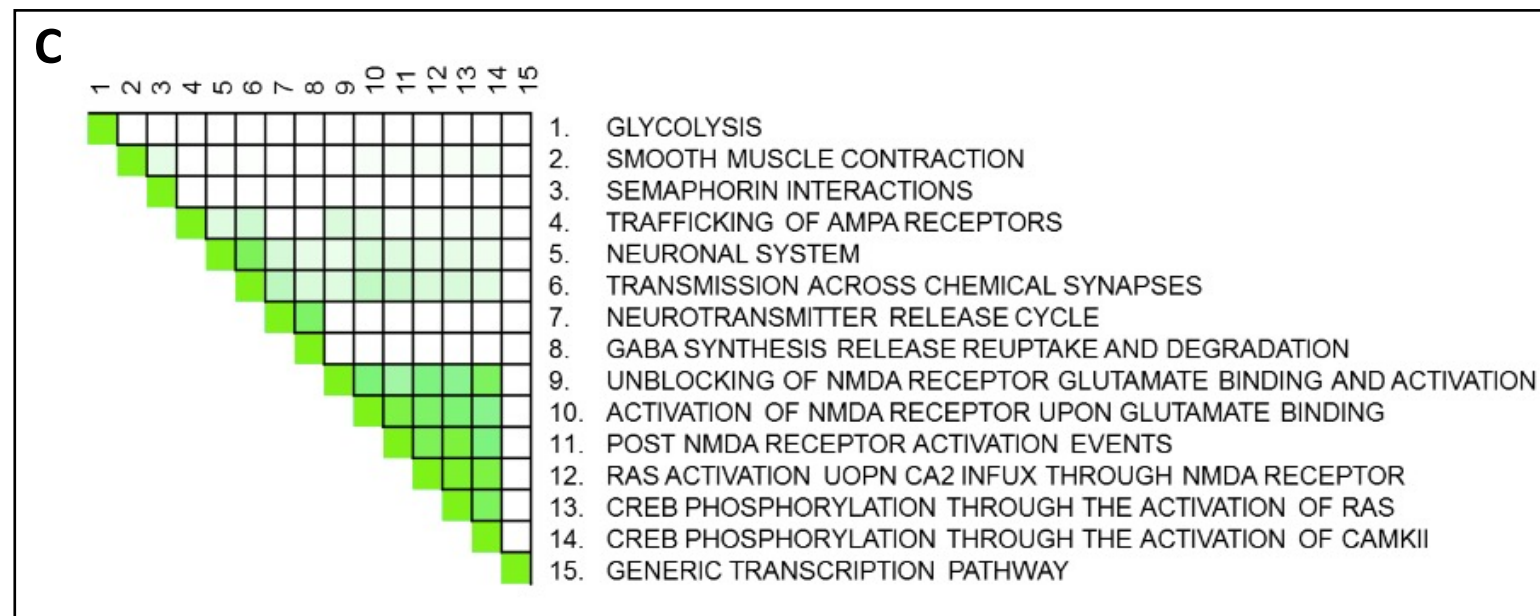 C
1 2 3 4 5 6 7 8 9 10 11 12 13 14 15
1. GLYCOLYSIS
2. SMOOTH MUSCLE CONTRACTION
3. SEMAPHORIN INTERACTIONS
4. TRAFFICKING OF AMPA RECEPTORS
5. NEURONAL SYSTEM
6. TRANSMISSION ACROSS CHEMICAL SYNAPSES
7. NEUROTRANSMITTER RELEASE CYCLE
8. GABA SYNTHESIS RELEASE REUPTAKE AND DEGRADATION
9. UNBLOCKING OF NMDA RECEPTOR GLUTAMATE BINDING AND ACTIVATION
10. ACTIVATION OF NMDA RECEPTOR UPON GLUTAMATE BINDING
11. POST NMDA RECEPTOR ACTIVATION EVENTS
12. RAS ACTIVATION UOPN CA2 INFUX THROUGH NMDA RECEPTOR
13. CREB PHOSPHORYLATION THROUGH THE ACTIVATION OF RAS
14. CREB PHOSPHORYLATION THROUGH THE ACTIVATION OF CAMKII
15. GENERIC TRANSCRIPTION PATHWAY